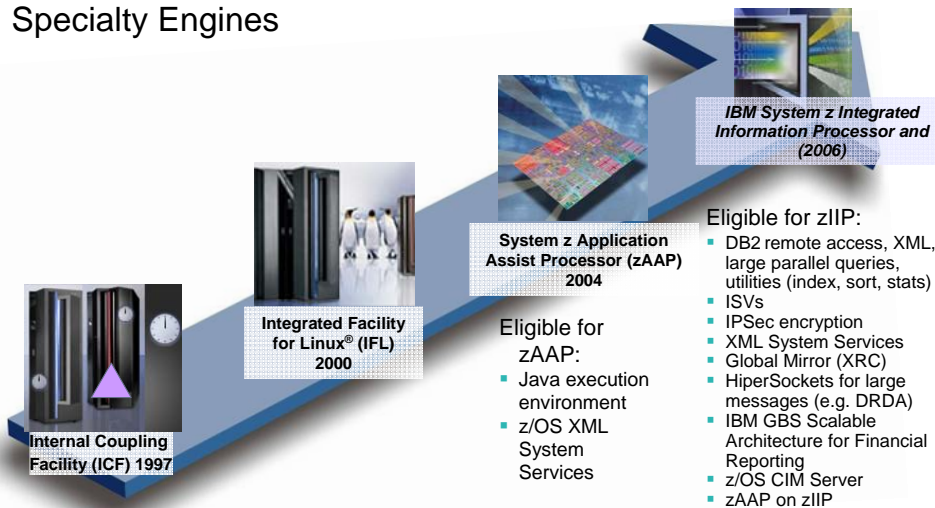 Specialty Engines
Internal Coupling
Facility (ICF) 1997
Integrated Facility
for Linux® (IFL)
2000
System z Application
Assist Processor (zAAP)
2004
Eligible for
zAAP:
Java execution
environment
z/OS XML
System
Services
IBM System z Integrated
Information Processor and
(2006)
Eligible for zIIP:
DB2 remote access, XML,
large parallel queries,
utilities (index, sort, stats)
ISVs
IPSec encryption
XML System Services
Global Mirror (XRC)
HiperSockets for large
messages (e.g. DRDA)
IBM GBS Scalable
Architecture for Financial
Reporting
z/OS CIM Server
zAAP on zIIP